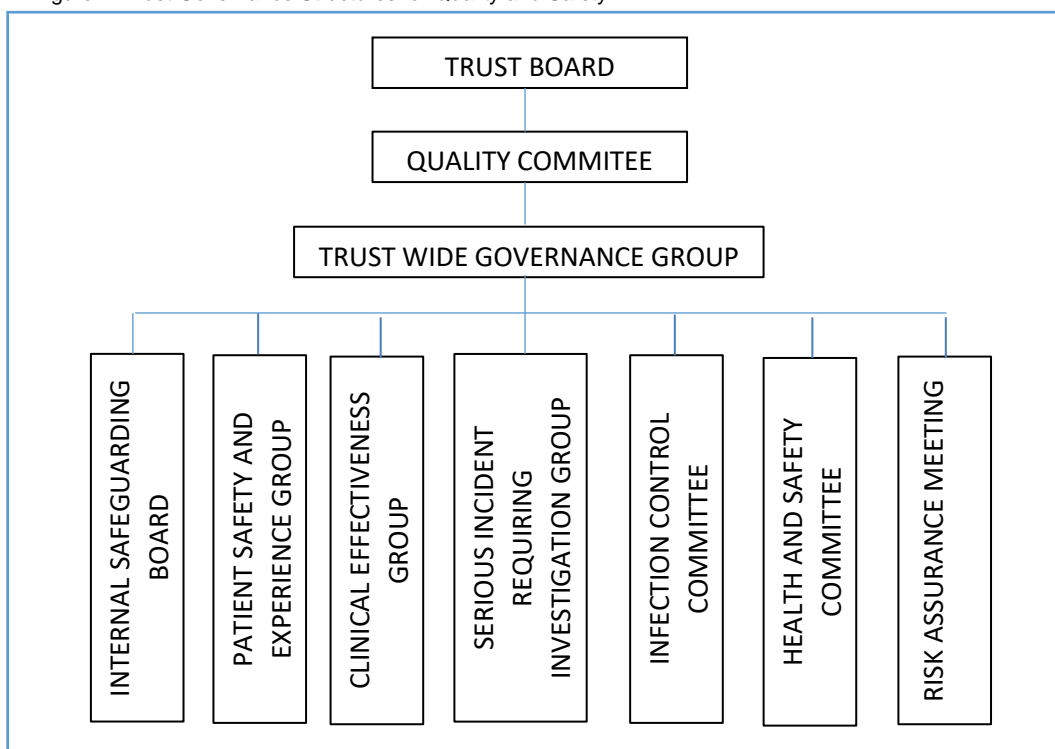 TRUST BOARD
QUALITY COMMITEE
TRUST WIDE GOVERNANCE GROUP
INTERNAL SAFEGUARDING
BOARD
PATIENT SAFETY AND
EXPERIENCE GROUP
CLINICAL EFFECTIVENESS
GROUP
SERIOUS INCIDENT
REQUIRING
INVESTIGATION GROUP
INFECTION CONTROL
COMMITTEE
HEALTH AND SAFETY
COMMITTEE
RISK ASSURANCE MEETING